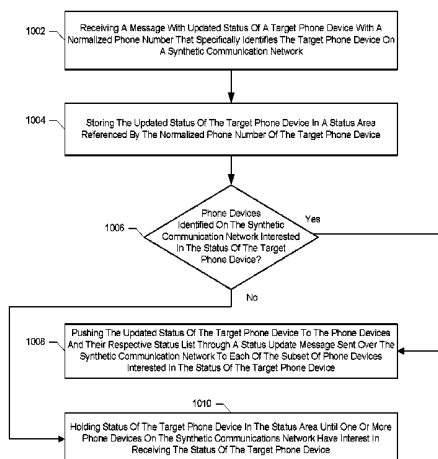 1002
Receiving A Message With Updated Status Of A Target Phone Device With A
Normalized Phone Number That Specifically Identifies The Target Phone Device On
A Synthetic Communication Network
1004
Storing The Updated Status Of The Target Phone Device In A Status Area
Referenced By The Normalized Phone Number Of The Target Phone Device
1006
Phone Devices
Identified On The Synthetic
Communication Network Interested
In The Status Of The Target
Phone Device?
Yes
No
1008
Pushing The Updated Status Of The Target Phone Device To The Phone Devices
And Their Respective Status List Through A Status Update Message Sent Over The
Synthetic Communication Network To Each Of The Subset Of Phone Devices
Interested In The Status Of The Target Phone Device
1010
Holding Status Of The Target Phone Device In The Status Area Until One Or More
Phone Devices On The Synthetic Communications Network Have Interest In
Receiving The Status Of The Target Phone Device